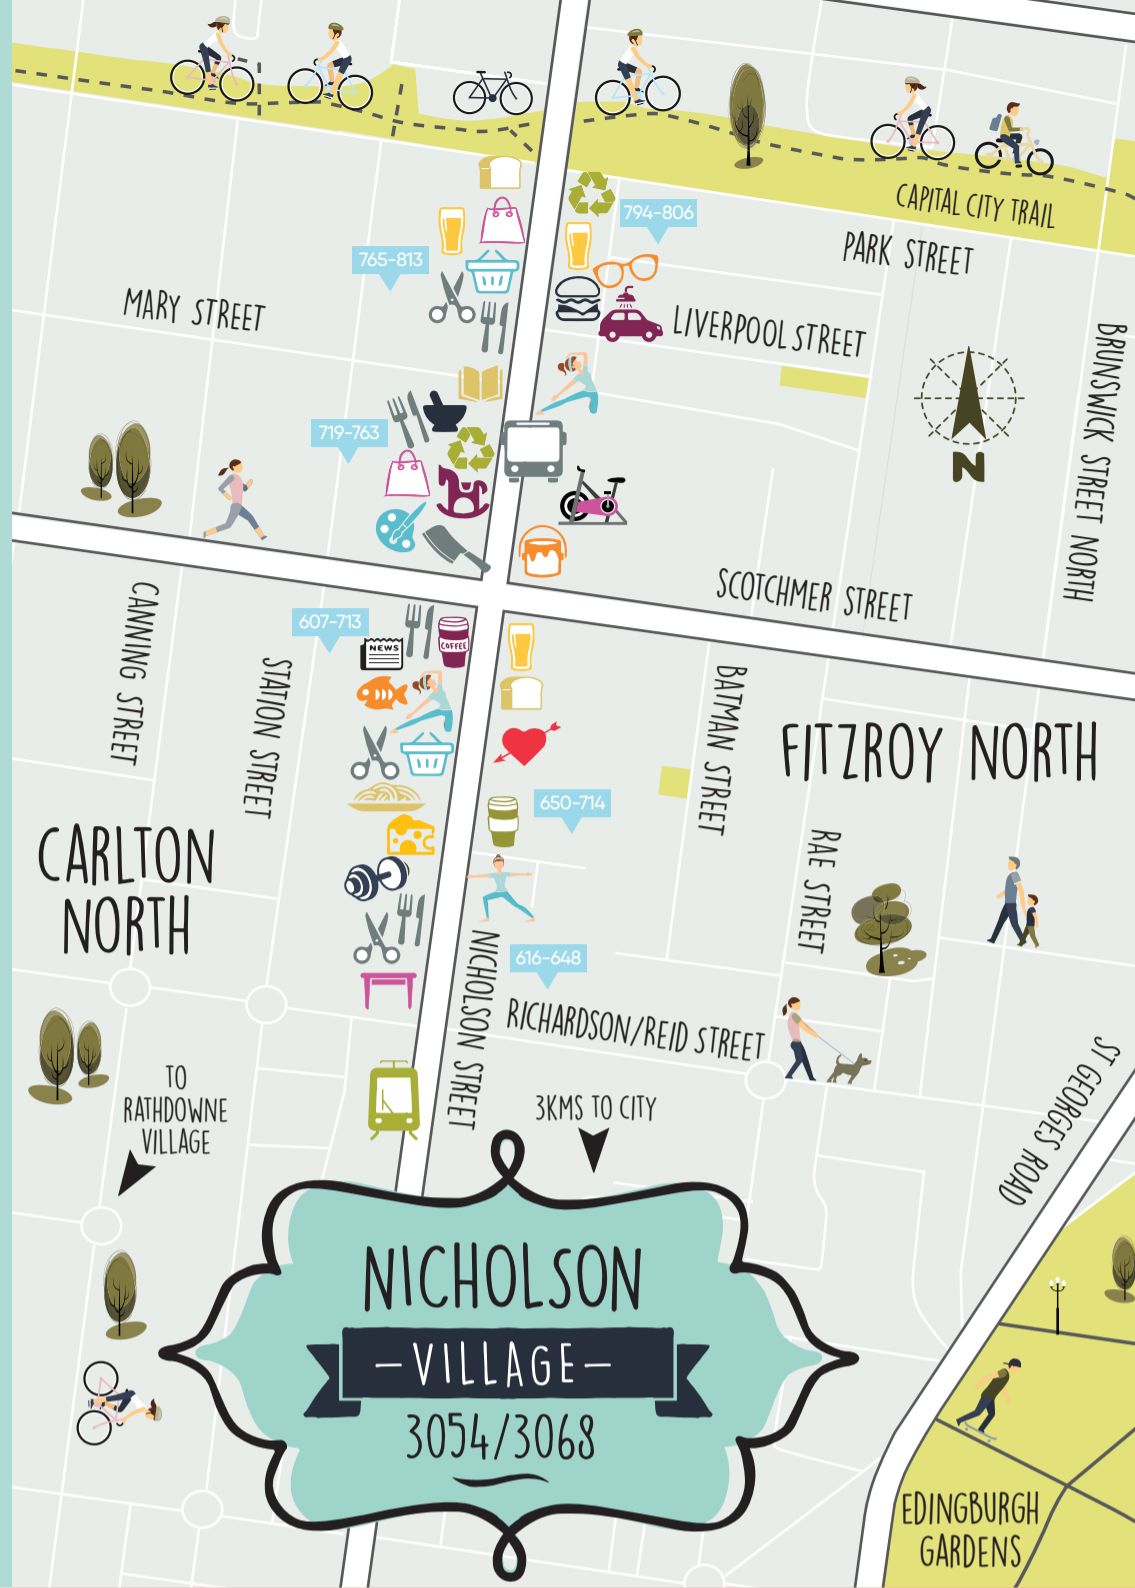 CAPITAL CITY TRAIL
794-806
PARK STREET
765-813
MARY STREET
LIVERPOOL STREET
BRUNSWICK STREET NORTH
719-763
N
SCOTCHMER STREET
CANNING STREET
607-713
NEWS
COFFEE
STATION STREET
BATMAN STREET
FITZROY NORTH
650-714
CARLTON
NORTH
RAE STREET
NICHOLSON STREET
616-648
RICHARDSON/REID STREET
ST GEORGES ROAD
TO
RATHDOWNE
VILLAGE
3KMS TO CITY
NICHOLSON
–VILLAGE–
3054/3068
EDINGBURGH
GARDENS